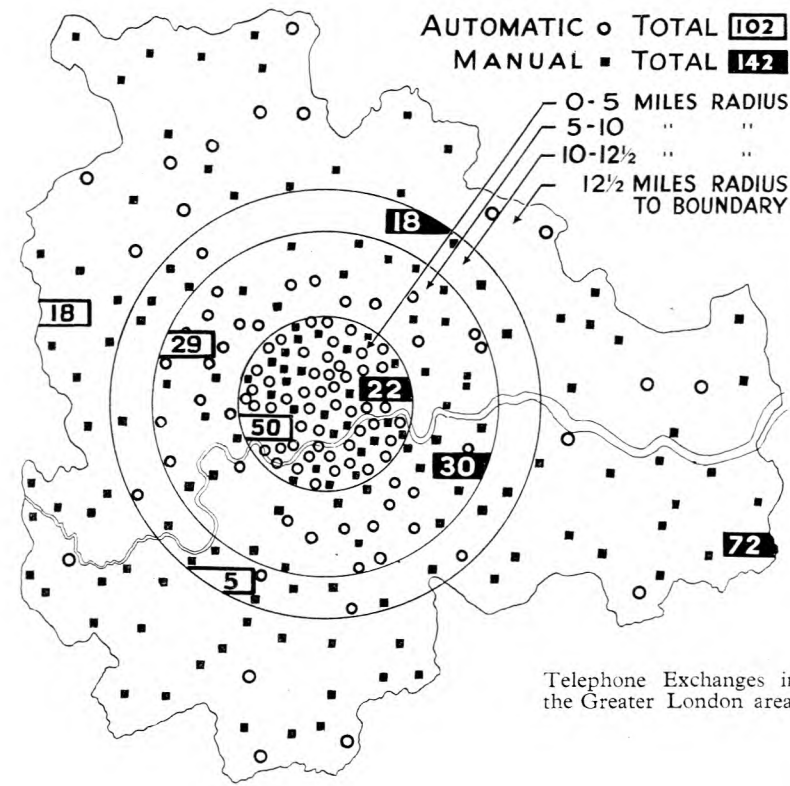 AUTOMATIC o TOTAL 102
MANUAL ▪ TOTAL 142
0-5 MILES RADIUS
5-10 " "
10-12½ " "
12½ MILES RADIUS
TO BOUNDARY
18
18
29
22
50
30
72
5
Telephone Exchanges in
the Greater London area